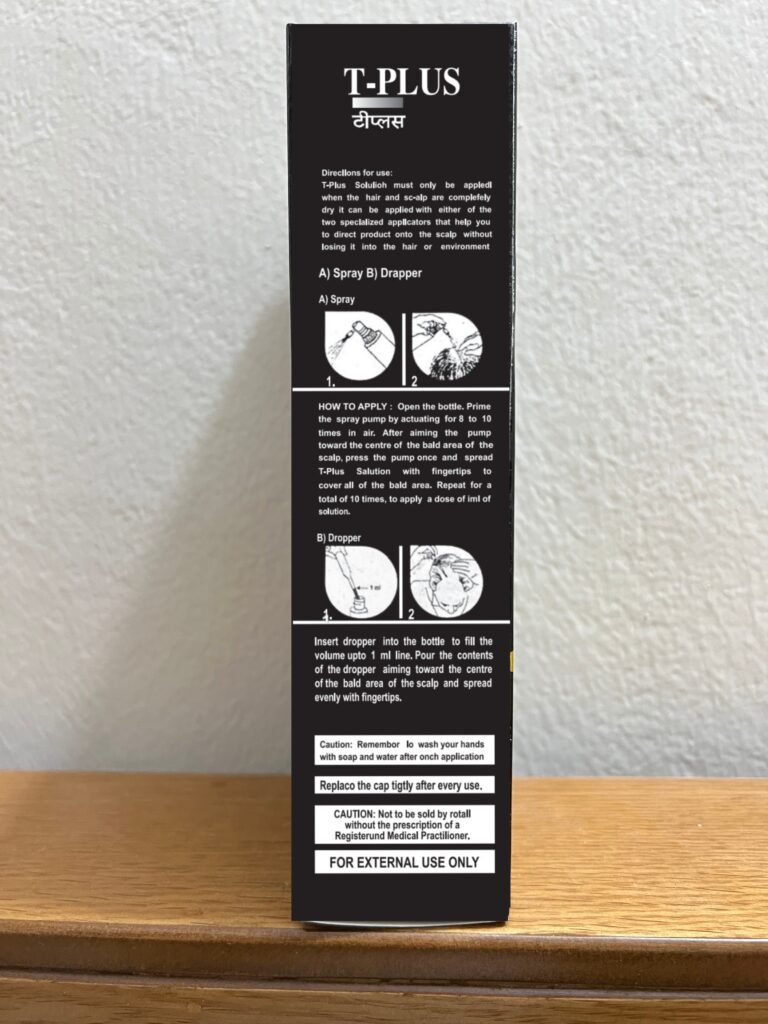 T-PLUS
टीप्लस
Directlons for use:
T-Plus Solulioh must only be appledl
when the hair and sc-alp are complefely
dry it can be applied with either of the
two specialized applcators that help you
to direct product onto the scalp without
losing it into the hair or environment
A) Spray B) Drapper
A) Spray
1. 2
HOW TO APPLY : Open the bottle. Prime
the spray pump by actuating for 8 to 10
times in air. After aiming the pump
toward the centre of the bald area of the
scalp, press the pump once and spread
T-Plus Salution with fingertips to
cover all of the bald area. Repeat for a
total of 10 times, to apply a dose of iml of
solution.
B) Dropper
1 ml
1. 2
Insert dropper into the bottle to fill the
volume upto 1 ml line. Pour the contents
of the dropper aiming toward the centre
of the bald area of the scalp and spread
evenly with fingertips.
Caution: Remembor lo wash your hands
with soap and water after onch application
Replaco the cap tigtly after every use.
CAUTION: Not to be sold by rotall
without the prescription of a
Registerund Medical Practilioner.
FOR EXTERNAL USE ONLY